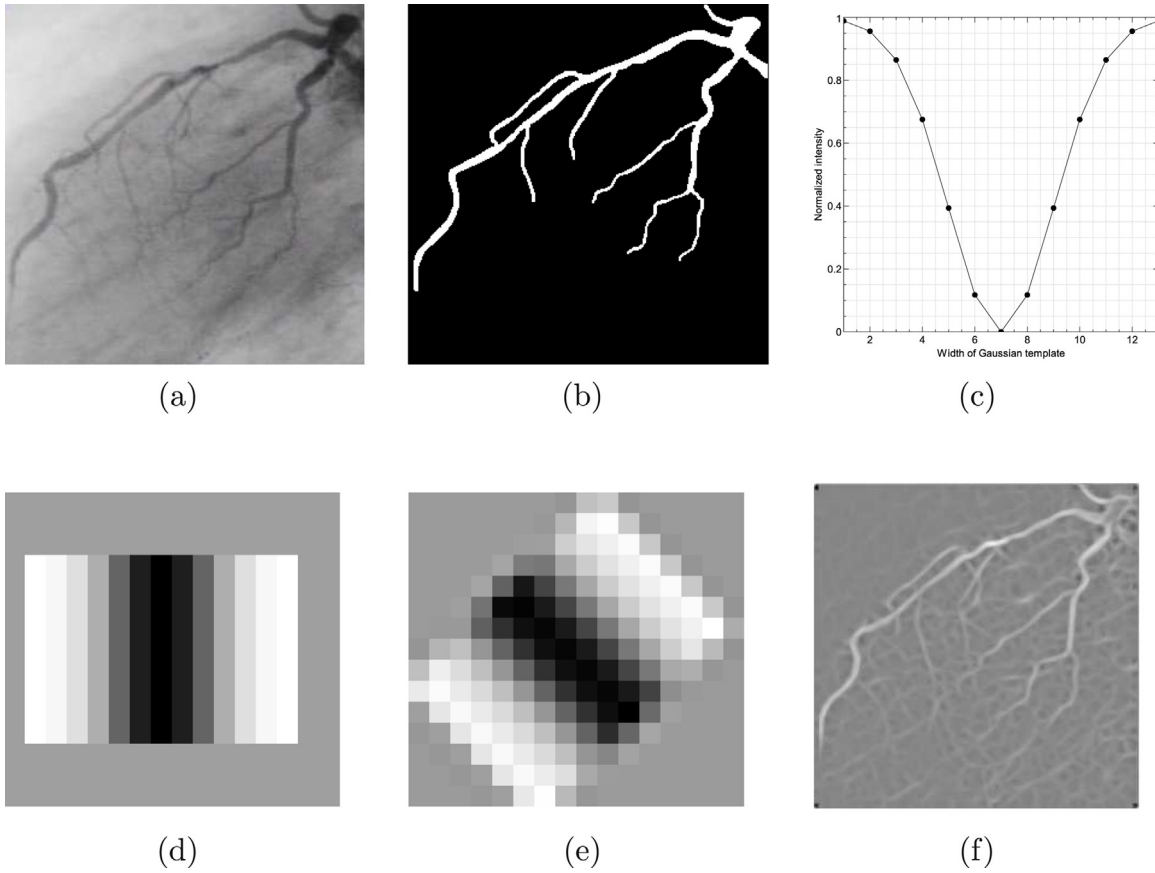 1
0.8
0.6
0.4
0.2
0
Normalized intensity
2 4 6 8 10 12
Width of Gaussian template
(a) (b) (c)
(d) (e) (f)